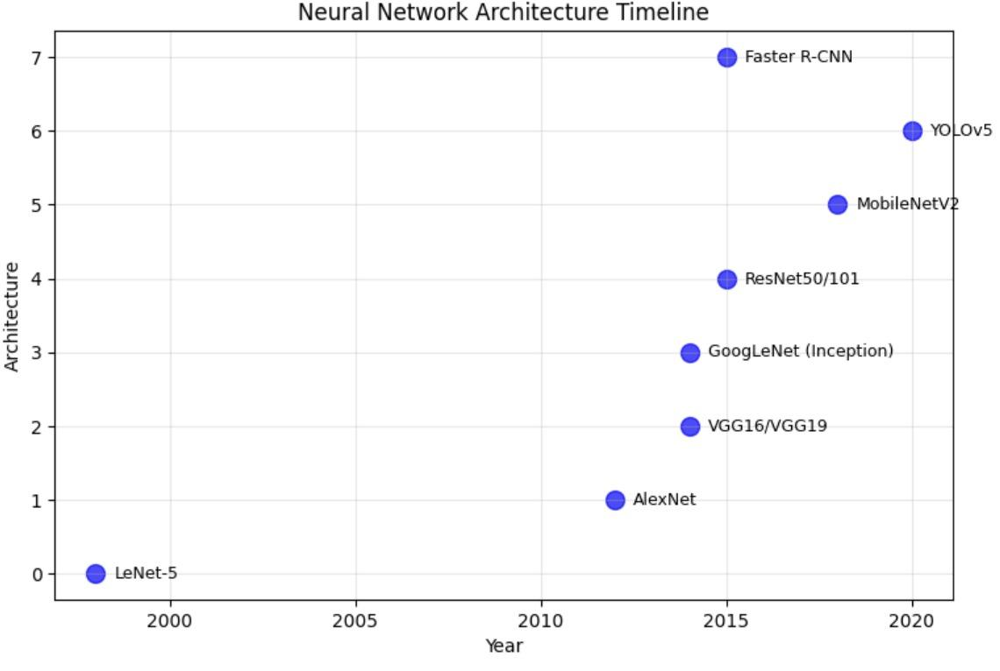 Neural Network Architecture Timeline
7
Faster R-CNN
6
YOLOv5
5
MobileNetV2
4
ResNet50/101
3
GoogLeNet (Inception)
2
VGG16/VGG19
1
AlexNet
0
LeNet-5
Architecture
2000
2005
2010
2015
2020
Year